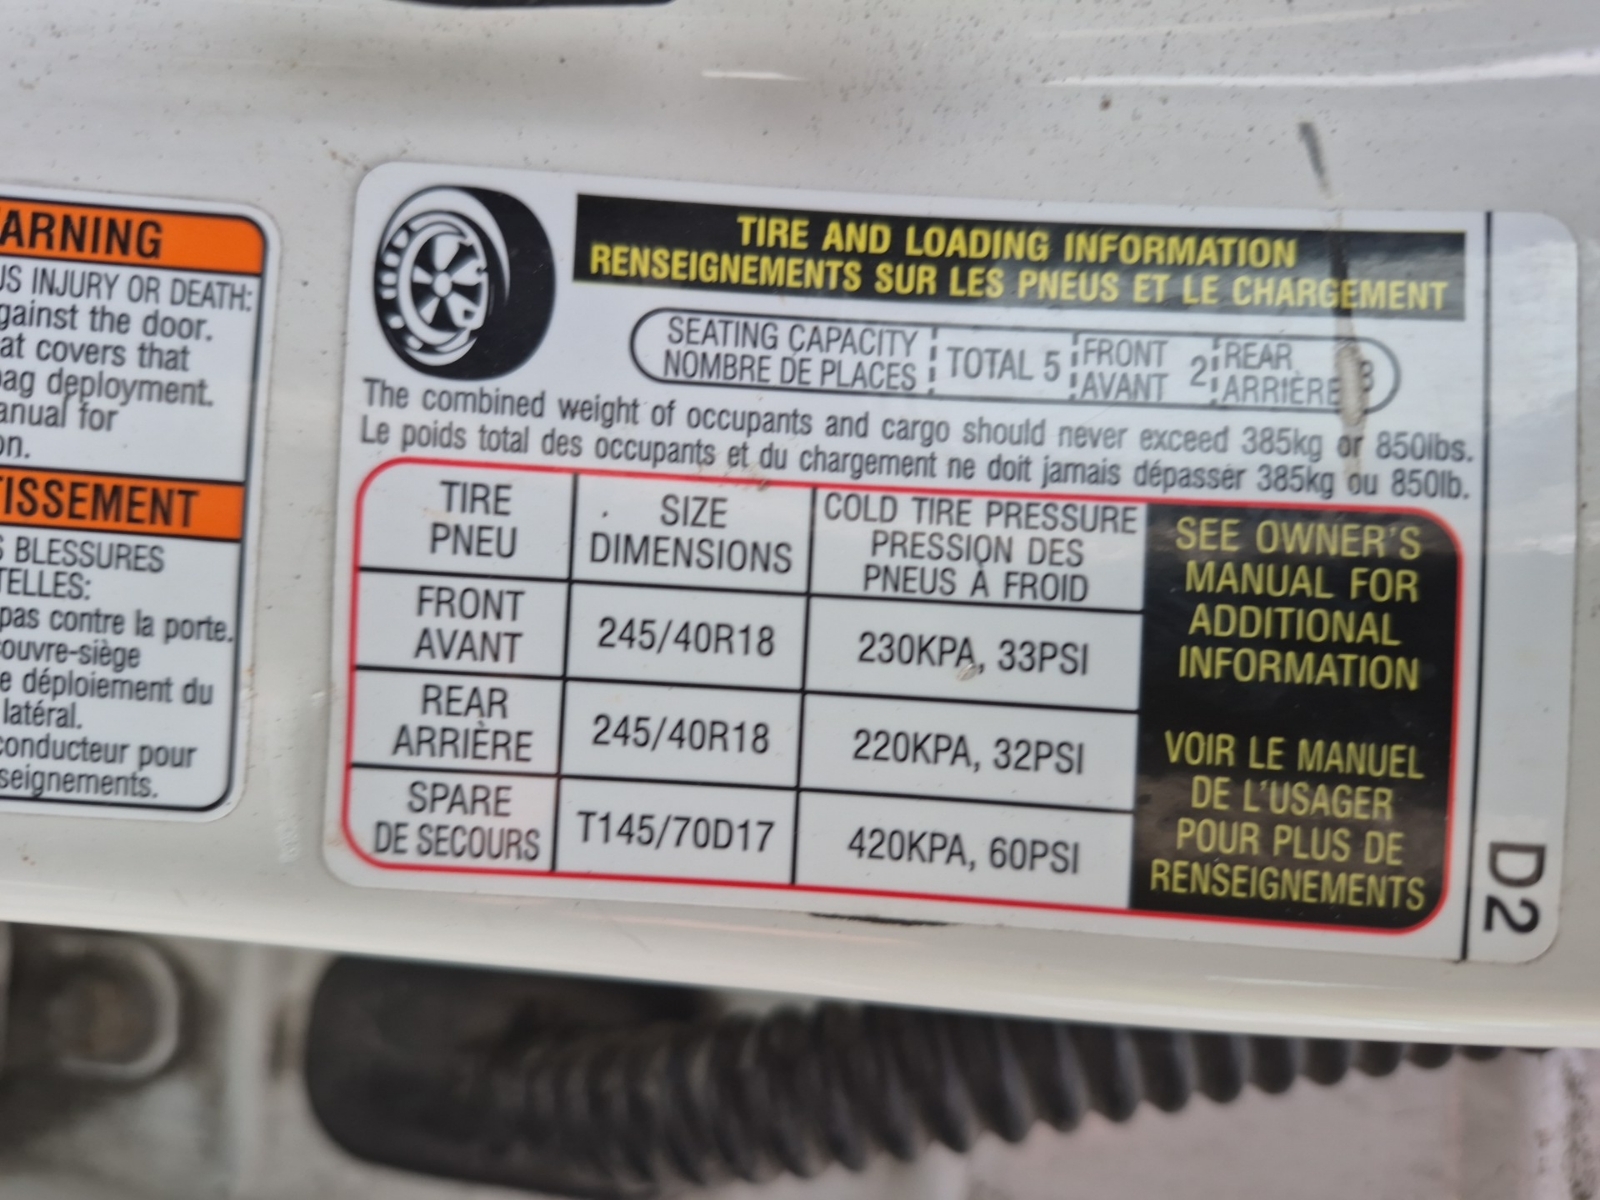 ARNING
US INJURY OR DEATH:
gainst the door.
at covers that
bag deployment.
anual for
on.
TISSEMENT
S BLESSURES
TELLES:
pas contre la porte.
ouvre-siège
e déploiement du
latéral.
conducteur pour
seignements.
TIRE AND LOADING INFORMATION
RENSEIGNEMENTS SUR LES PNEUS ET LE CHARGEMENT
SEATING CAPACITY
NOMBRE DE PLACES
TOTAL 5
FRONT
AVANT
2
REAR
ARRIÈRE
3
The combined weight of occupants and cargo should never exceed 385kg or 850lbs.
Le poids total des occupants et du chargement ne doit jamais dépasser 385kg ou 850lb.
TIRE
PNEU
SIZE
DIMENSIONS
COLD TIRE PRESSURE
PRESSION DES
PNEUS À FROID
FRONT
AVANT
245/40R18
230KPA, 33PSI
REAR
ARRIÈRE
245/40R18
220KPA, 32PSI
SPARE
DE SECOURS
T145/70D17
420KPA, 60PSI
SEE OWNER'S
MANUAL FOR
ADDITIONAL
INFORMATION
VOIR LE MANUEL
DE L'USAGER
POUR PLUS DE
RENSEIGNEMENTS
D2